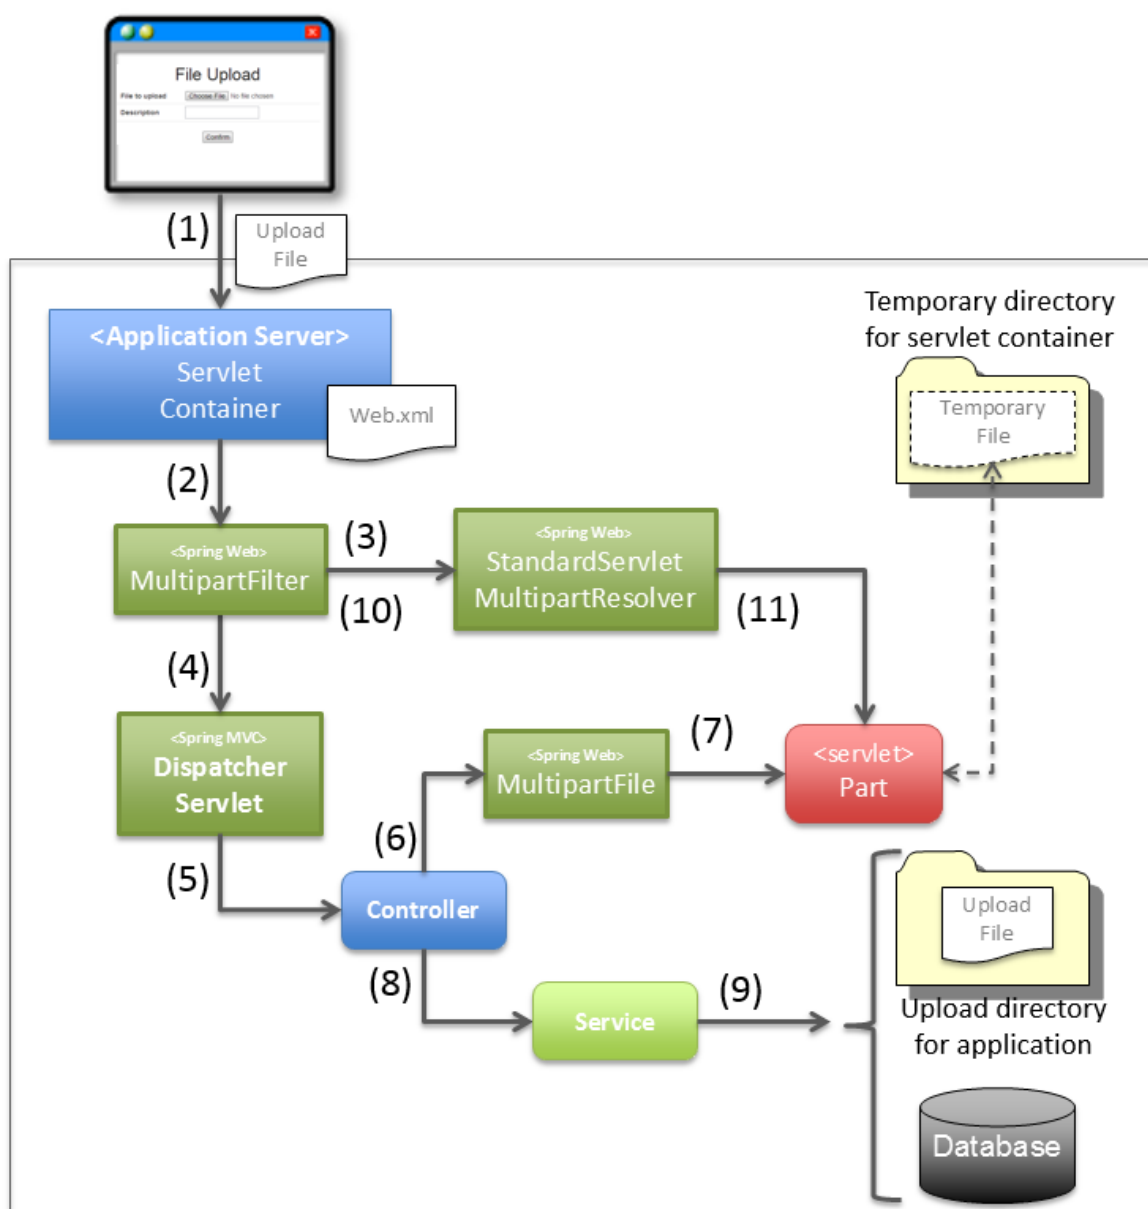 File Upload
File to upload Choose File No file chosen
Description
Confirm
(1)
Upload
File
<Application Server>
Servlet
Container
Web.xml
Temporary directory
for servlet container
Temporary
File
(2)
<Spring Web>
MultipartFilter
(3)
(10)
<Spring Web>
StandardServlet
MultipartResolver
(11)
(4)
<Spring MVC>
Dispatcher
Servlet
<Spring Web>
MultipartFile
(7)
<servlet>
Part
(5)
(6)
Controller
(8)
Service
(9)
Upload
File
Upload directory
for application
Database